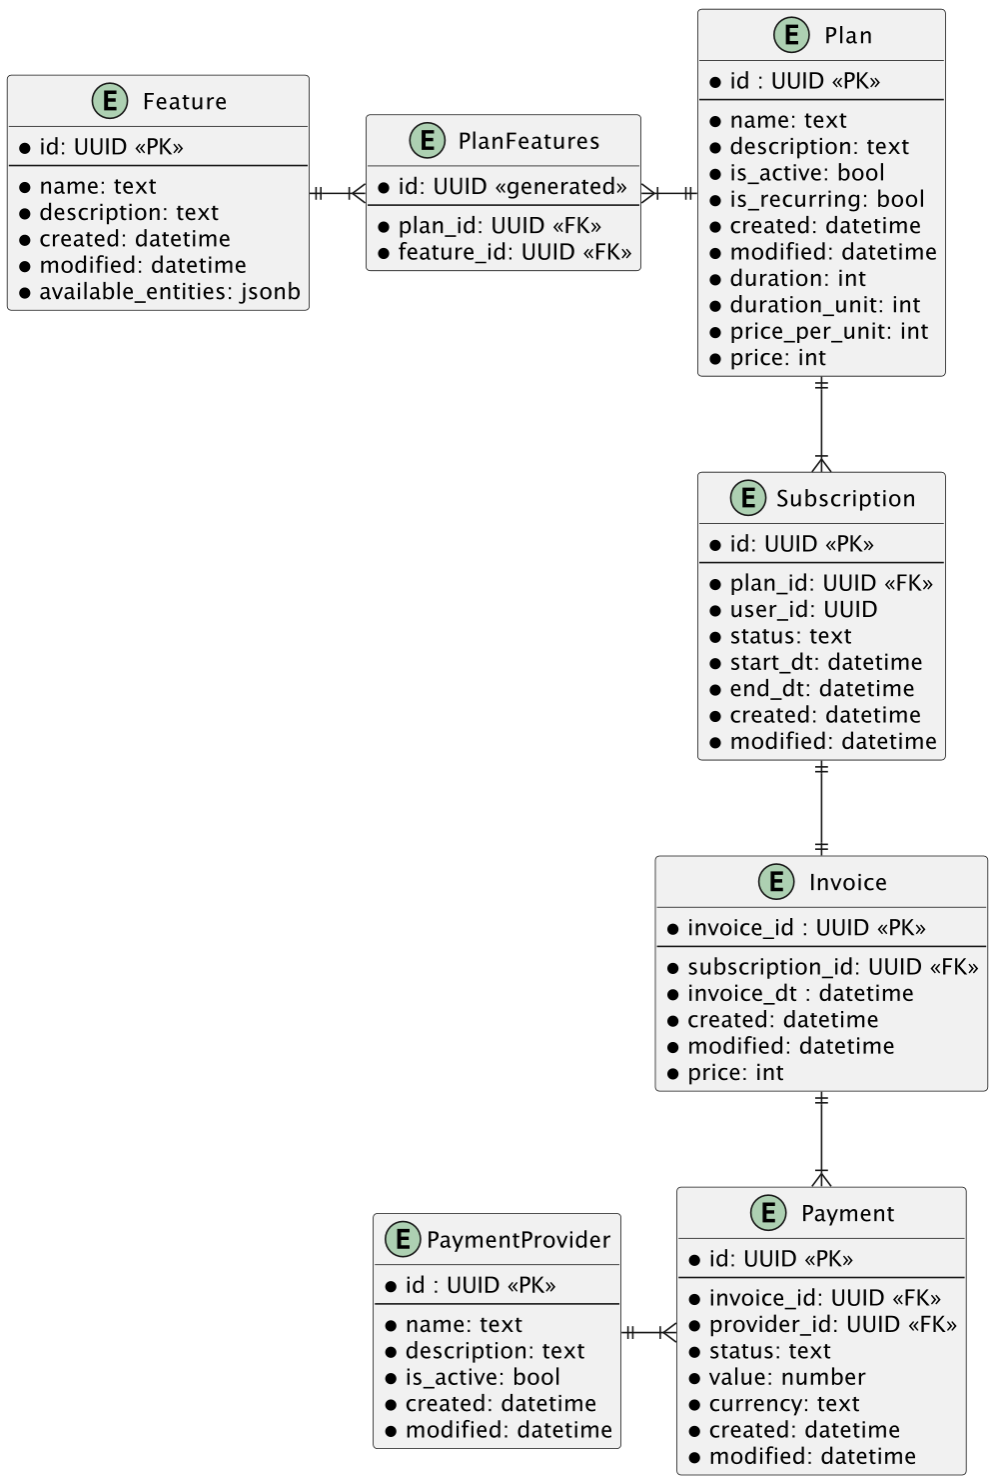 E Feature
id: UUID «PK»
name: text
description: text
created: datetime
modified: datetime
available_entities: jsonb
E PlanFeatures
id: UUID «generated»
plan_id: UUID «FK»
feature_id: UUID «FK»
E Plan
id : UUID «PK»
name: text
description: text
is_active: bool
is_recurring: bool
created: datetime
modified: datetime
duration: int
duration_unit: int
price_per_unit: int
price: int
E Subscription
id: UUID «PK»
plan_id: UUID «FK»
user_id: UUID
status: text
start_dt: datetime
end_dt: datetime
created: datetime
modified: datetime
E Invoice
invoice_id : UUID «PK»
subscription_id: UUID «FK»
invoice_dt : datetime
created: datetime
modified: datetime
price: int
E PaymentProvider
id : UUID «PK»
name: text
description: text
is_active: bool
created: datetime
modified: datetime
E Payment
id: UUID «PK»
invoice_id: UUID «FK»
provider_id: UUID «FK»
status: text
value: number
currency: text
created: datetime
modified: datetime